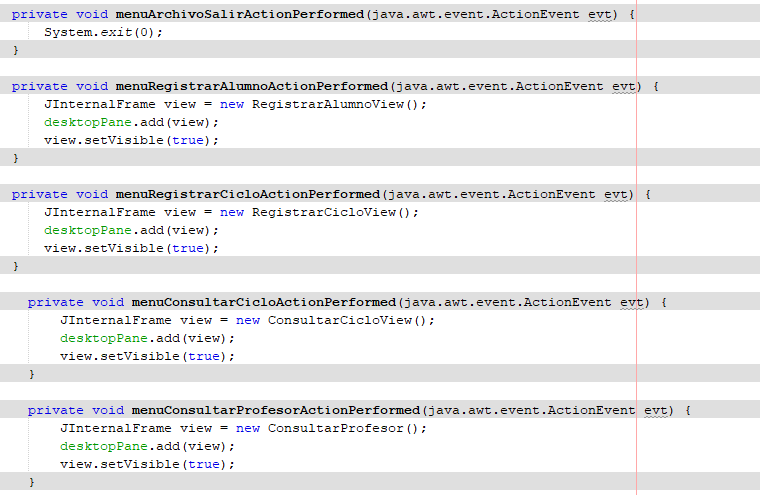 private void menuArchivoSalirActionPerformed(java.awt.event.ActionEvent evt) {
    System.exit(0);
}
private void menuRegistrarAlumnoActionPerformed(java.awt.event.ActionEvent evt) {
    JInternalFrame view = new RegistrarAlumnoView();
    desktopPane.add(view);
    view.setVisible(true);
}
private void menuRegistrarCicloActionPerformed(java.awt.event.ActionEvent evt) {
    JInternalFrame view = new RegistrarCicloView();
    desktopPane.add(view);
    view.setVisible(true);
}
  private void menuConsultarCicloActionPerformed(java.awt.event.ActionEvent evt) {
      JInternalFrame view = new ConsultarCicloView();
      desktopPane.add(view);
      view.setVisible(true);
  }
  private void menuConsultarProfesorActionPerformed(java.awt.event.ActionEvent evt) {
      JInternalFrame view = new ConsultarProfesor();
      desktopPane.add(view);
      view.setVisible(true);
  }